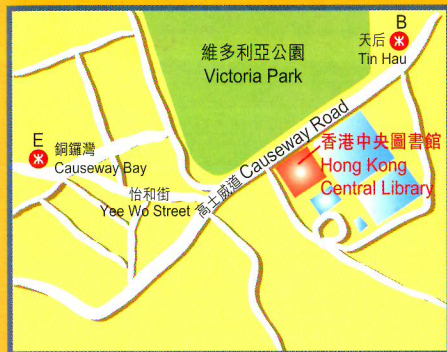 維多利亞公園
Victoria Park
B
天后
Tin Hau
E
銅鑼灣
Causeway Bay
怡和街
Yee Wo Street
高士威道 Causeway Road
香港中央圖書館
Hong Kong
Central Library